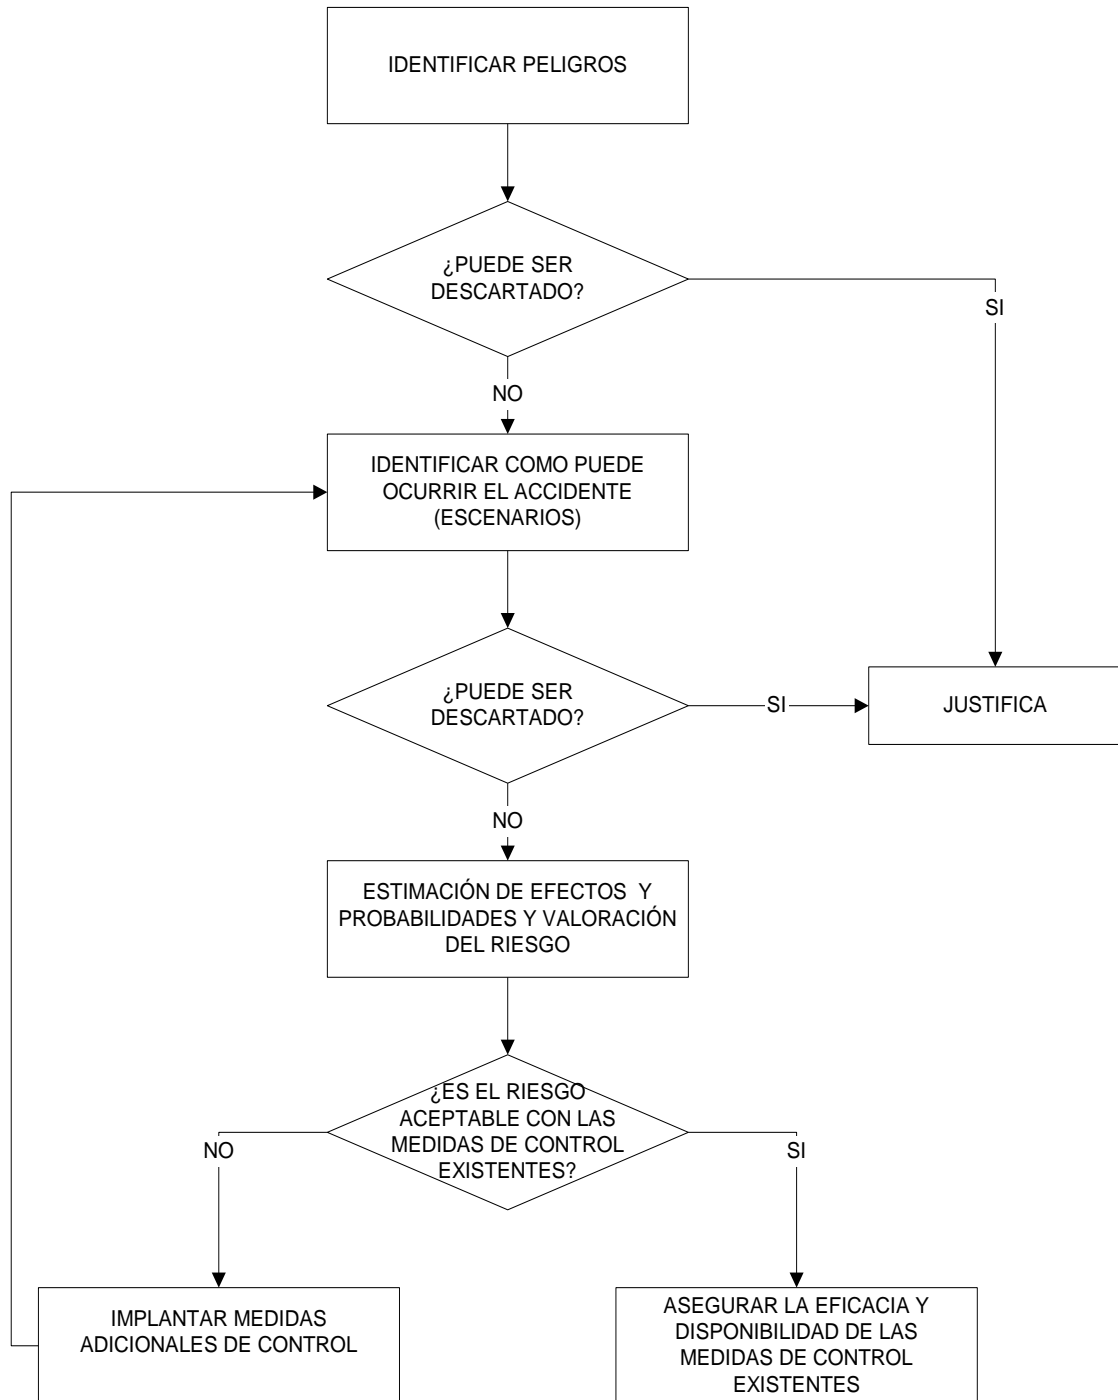 IDENTIFICAR PELIGROS
¿PUEDE SER
DESCARTADO?
SI
NO
IDENTIFICAR COMO PUEDE
OCURRIR EL ACCIDENTE
(ESCENARIOS)
¿PUEDE SER
DESCARTADO?
SI
JUSTIFICA
NO
ESTIMACIÓN DE EFECTOS Y
PROBABILIDADES Y VALORACIÓN
DEL RIESGO
¿ES EL RIESGO
ACEPTABLE CON LAS
MEDIDAS DE CONTROL
EXISTENTES?
NO
SI
IMPLANTAR MEDIDAS
ADICIONALES DE CONTROL
ASEGURAR LA EFICACIA Y
DISPONIBILIDAD DE LAS
MEDIDAS DE CONTROL
EXISTENTES